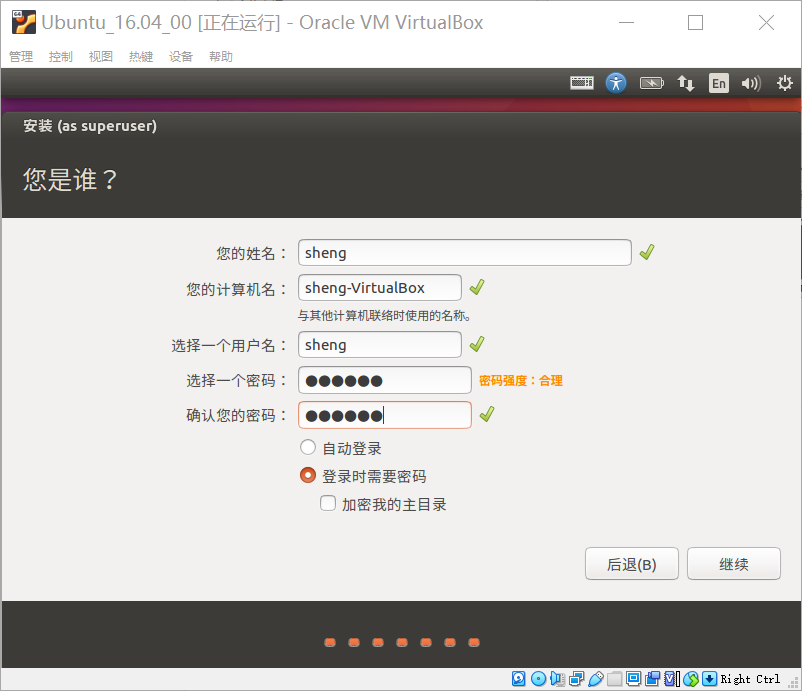 Ubuntu_16.04_00 [正在运行] - Oracle VM VirtualBox
管理 控制 视图 热键 设备 帮助
En
安装 (as superuser)
您是谁？
您的姓名： sheng
您的计算机名： sheng-VirtualBox
与其他计算机联络时使用的名称。
选择一个用户名： sheng
选择一个密码： ●●●●●● 密码强度：合理
确认您的密码： ●●●●●●
自动登录
登录时需要密码
加密我的主目录
后退(B) 继续
Right Ctrl